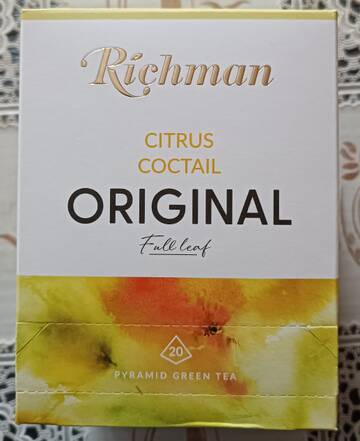 Richman
CITRUS
COCTAIL
ORIGINAL
Full leaf
20
PYRAMID GREEN TEA